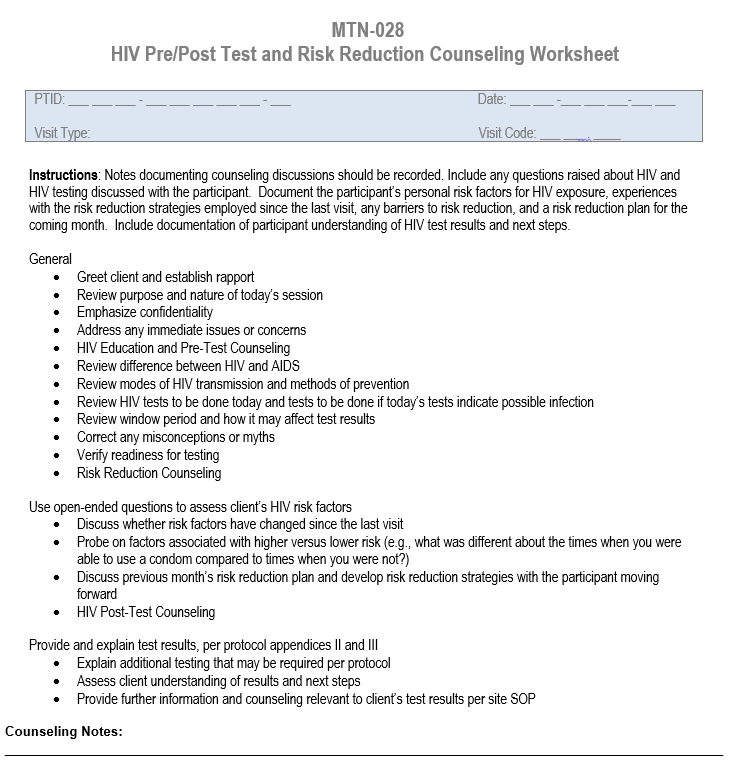 MTN-028
HIV Pre/Post Test and Risk Reduction Counseling Worksheet
PTID: ___ ___ ___ - ___ ___ ___ ___ ___ - ___
Date: ___ ___ -___ ___ ___-___ ___
Visit Type:
Visit Code: ___ ___.____
Instructions: Notes documenting counseling discussions should be recorded. Include any questions raised about HIV and
HIV testing discussed with the participant. Document the participant's personal risk factors for HIV exposure, experiences
with the risk reduction strategies employed since the last visit, any barriers to risk reduction, and a risk reduction plan for the
coming month. Include documentation of participant understanding of HIV test results and next steps.
General
• Greet client and establish rapport
• Review purpose and nature of today's session
• Emphasize confidentiality
• Address any immediate issues or concerns
• HIV Education and Pre-Test Counseling
• Review difference between HIV and AIDS
• Review modes of HIV transmission and methods of prevention
• Review HIV tests to be done today and tests to be done if today's tests indicate possible infection
• Review window period and how it may affect test results
• Correct any misconceptions or myths
• Verify readiness for testing
• Risk Reduction Counseling
Use open-ended questions to assess client's HIV risk factors
• Discuss whether risk factors have changed since the last visit
• Probe on factors associated with higher versus lower risk (e.g., what was different about the times when you were
able to use a condom compared to times when you were not?)
• Discuss previous month's risk reduction plan and develop risk reduction strategies with the participant moving
forward
• HIV Post-Test Counseling
Provide and explain test results, per protocol appendices II and III
• Explain additional testing that may be required per protocol
• Assess client understanding of results and next steps
• Provide further information and counseling relevant to client's test results per site SOP
Counseling Notes: